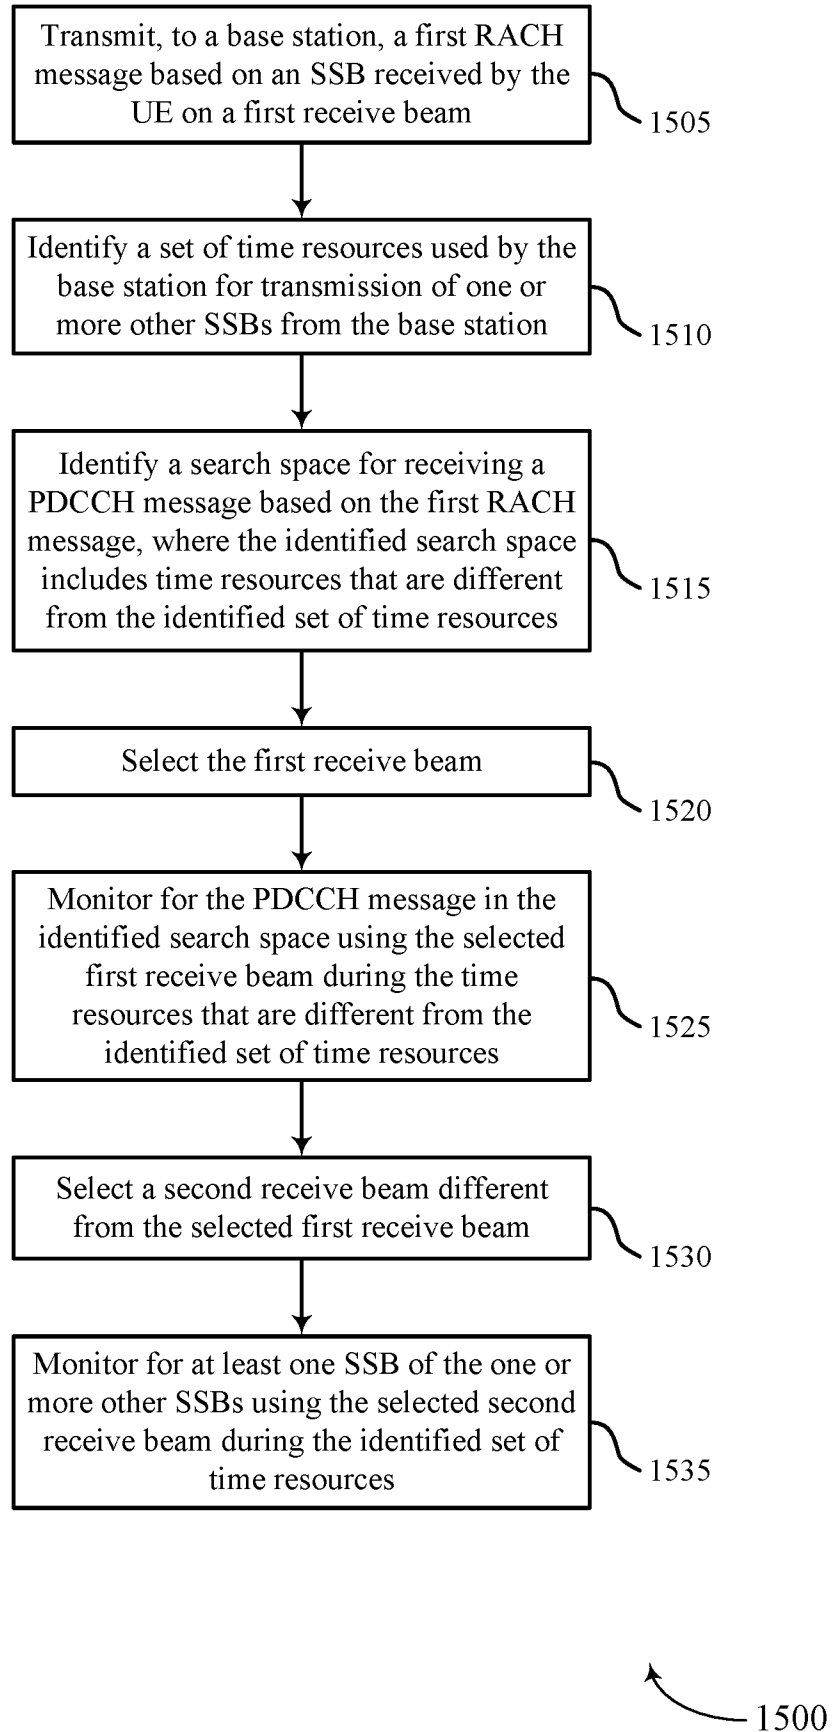 Transmit, to a base station, a first RACH
message based on an SSB received by the
UE on a first receive beam
1505
Identify a set of time resources used by the
base station for transmission of one or
more other SSBs from the base station
1510
Identify a search space for receiving a
PDCCH message based on the first RACH
message, where the identified search space
includes time resources that are different
from the identified set of time resources
1515
Select the first receive beam
1520
Monitor for the PDCCH message in the
identified search space using the selected
first receive beam during the time
resources that are different from the
identified set of time resources
1525
Select a second receive beam different
from the selected first receive beam
1530
Monitor for at least one SSB of the one or
more other SSBs using the selected second
receive beam during the identified set of
time resources
1535
1500